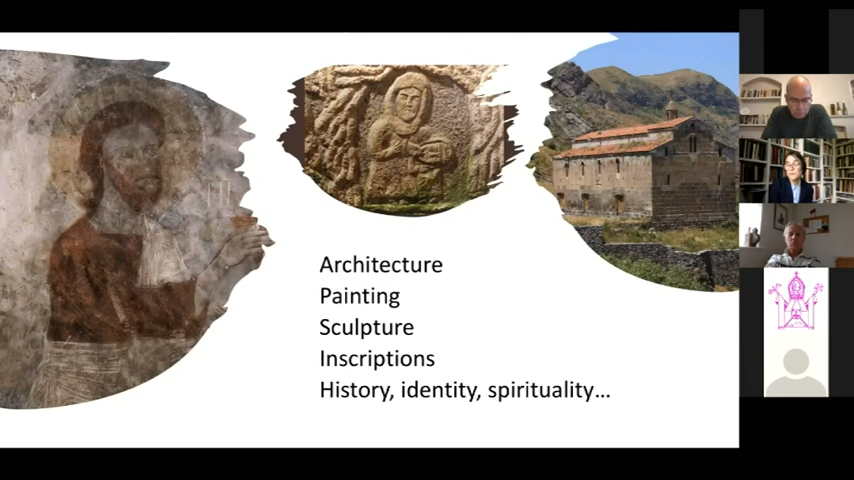 Architecture
Painting
Sculpture
Inscriptions
History, identity, spirituality...